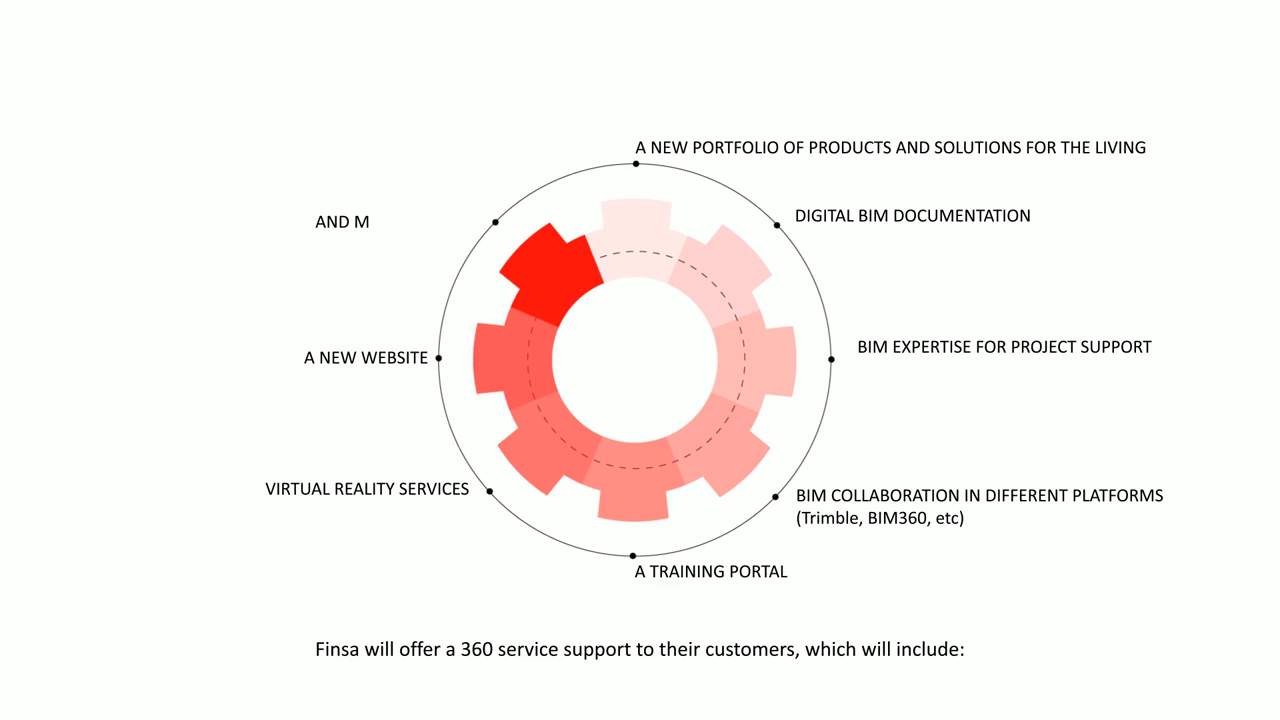 A NEW PORTFOLIO OF PRODUCTS AND SOLUTIONS FOR THE LIVING
DIGITAL BIM DOCUMENTATION
BIM EXPERTISE FOR PROJECT SUPPORT
BIM COLLABORATION IN DIFFERENT PLATFORMS
(Trimble, BIM360, etc)
A TRAINING PORTAL
VIRTUAL REALITY SERVICES
A NEW WEBSITE
AND M
Finsa will offer a 360 service support to their customers, which will include: